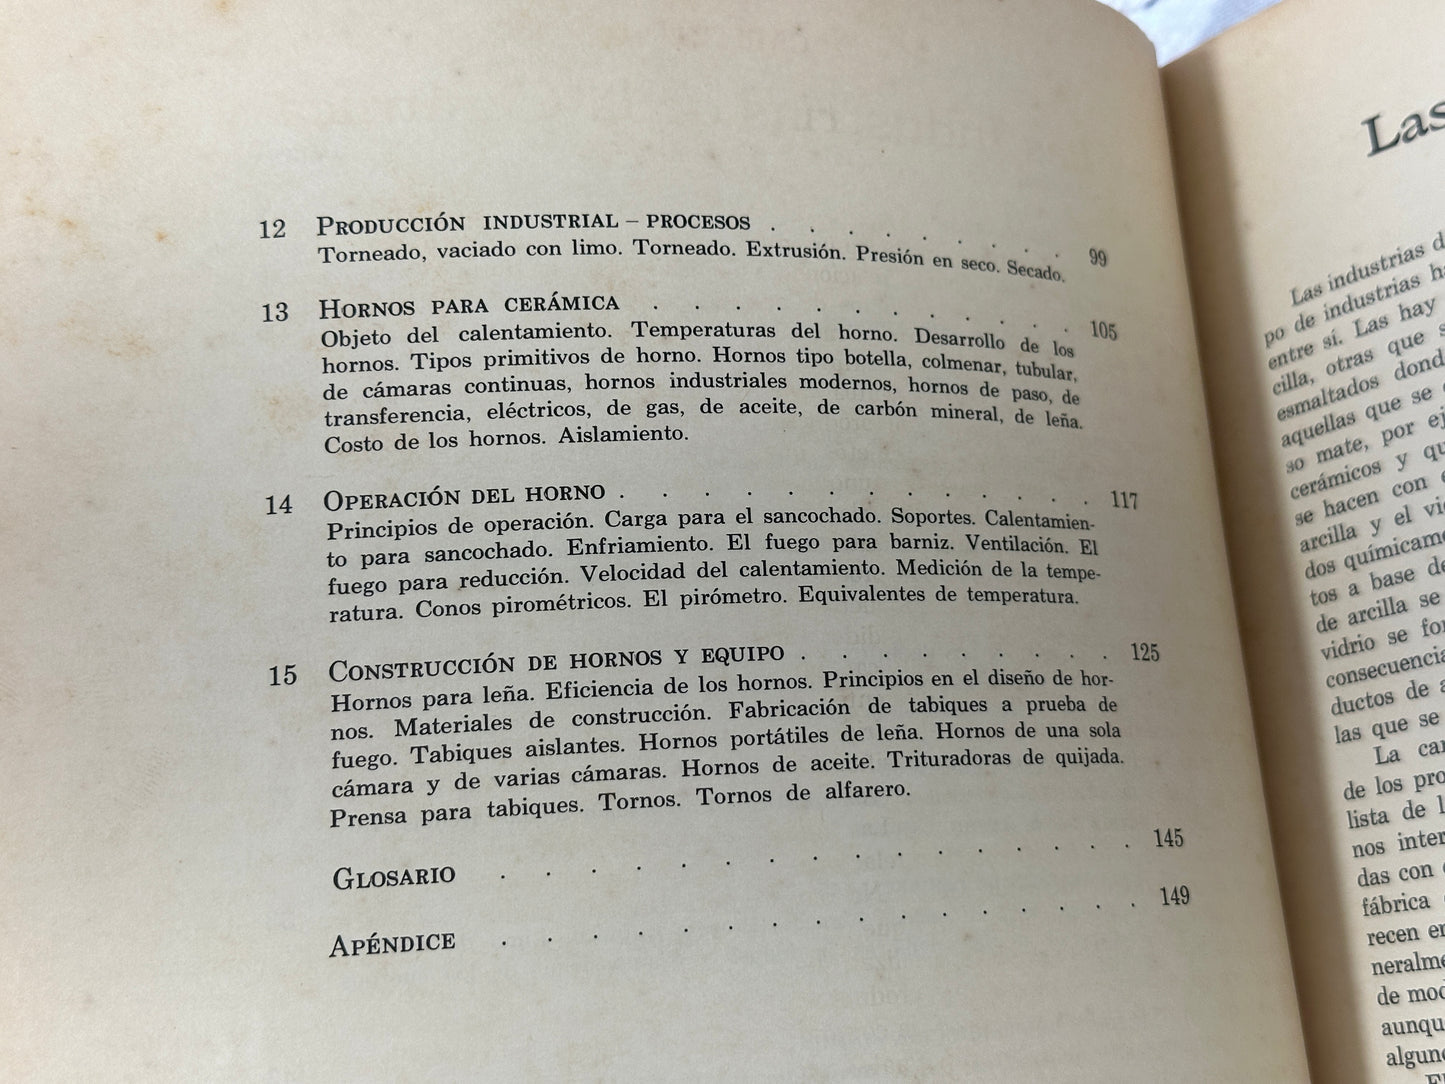 12 PRODUCCIÓN INDUSTRIAL – PROCESOS . . . . . . . . 99
Torneado, vaciado con limo. Torneado. Extrusión. Presión en seco. Secado.
13 HORNOS PARA CERÁMICA . . . . . . . . . . 105
Objeto del calentamiento. Temperaturas del horno. Desarrollo de los
hornos. Tipos primitivos de horno. Hornos tipo botella, colmenar, tubular,
de cámaras continuas, hornos industriales modernos, hornos de paso, de
transferencia, eléctricos, de gas, de aceite, de carbón mineral, de leña.
Costo de los hornos. Aislamiento.
14 OPERACIÓN DEL HORNO . . . . . . . . . . . . 117
Principios de operación. Carga para el sancochado. Soportes. Calentamien-
to para sancochado. Enfriamiento. El fuego para barniz. Ventilación. El
fuego para reducción. Velocidad del calentamiento. Medición de la tempe-
ratura. Conos pirométricos. El pirómetro. Equivalentes de temperatura.
15 CONSTRUCCIÓN DE HORNOS Y EQUIPO . . . . . . . . 125
Hornos para leña. Eficiencia de los hornos. Principios en el diseño de hor-
nos. Materiales de construcción. Fabricación de tabiques a prueba de
fuego. Tabiques aislantes. Hornos portátiles de leña. Hornos de una sola
cámara y de varias cámaras. Hornos de aceite. Trituradoras de quijada.
Prensa para tabiques. Tornos. Tornos de alfarero.
GLOSARIO . . . . . . . . . . . . . . 145
APÉNDICE . . . . . . . . . . . . . . 149
Las
Las industrias d
po de industrias h
entre sí. Las hay
cilla, otras que s
esmaltados dond
aquellas que se
so mate, por ej
cerámicos y qu
se hacen con
arcilla y el vi
dos químicam
tos a base de
de arcilla se
vidrio se for
consecuencia
ductos de a
las que se
La car
de los pro
lista de l
nos inter
das con
fábrica
recen en
neralme
de mod
aunqu
algun
El